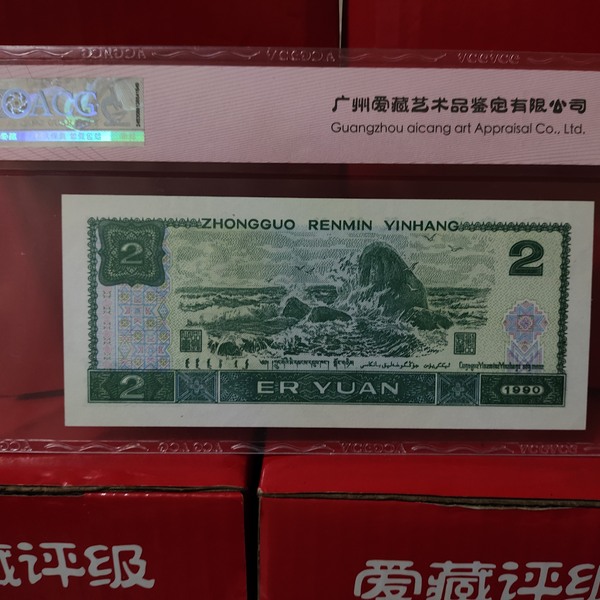 ACG
广州爱藏艺术品鉴定有限公司
Guangzhou aicang art Appraisal Co., Ltd.
ZHONGGUO RENMIN YINHANG
2
2
2
ER YUAN
1990
藏评级
爱藏评级